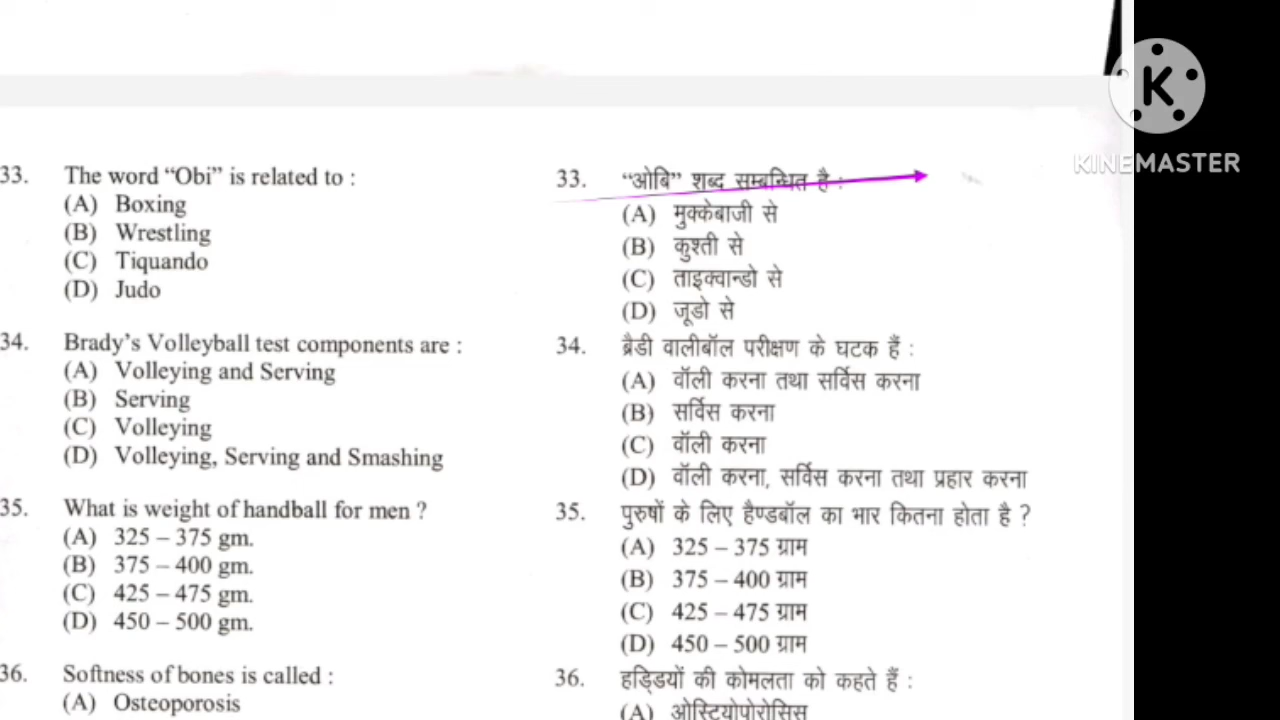 33. The word “Obi” is related to :
(A) Boxing
(B) Wrestling
(C) Tiquando
(D) Judo
34. Brady’s Volleyball test components are :
(A) Volleying and Serving
(B) Serving
(C) Volleying
(D) Volleying, Serving and Smashing
35. What is weight of handball for men ?
(A) 325 – 375 gm.
(B) 375 – 400 gm.
(C) 425 – 475 gm.
(D) 450 – 500 gm.
36. Softness of bones is called :
(A) Osteoporosis
33. “ओबि” शब्द सम्बन्धित है :
(A) मुक्केबाजी से
(B) कुश्ती से
(C) ताइक्वान्डो से
(D) जूडो से
34. ब्रैडी वालीबॉल परीक्षण के घटक हैं :
(A) वॉली करना तथा सर्विस करना
(B) सर्विस करना
(C) वॉली करना
(D) वॉली करना, सर्विस करना तथा प्रहार करना
35. पुरुषों के लिए हैण्डबॉल का भार कितना होता है ?
(A) 325 – 375 ग्राम
(B) 375 – 400 ग्राम
(C) 425 – 475 ग्राम
(D) 450 – 500 ग्राम
36. हड्डियों की कोमलता को कहते हैं :
(A) ओस्टियोपोरोसिस
K
KINEMASTER